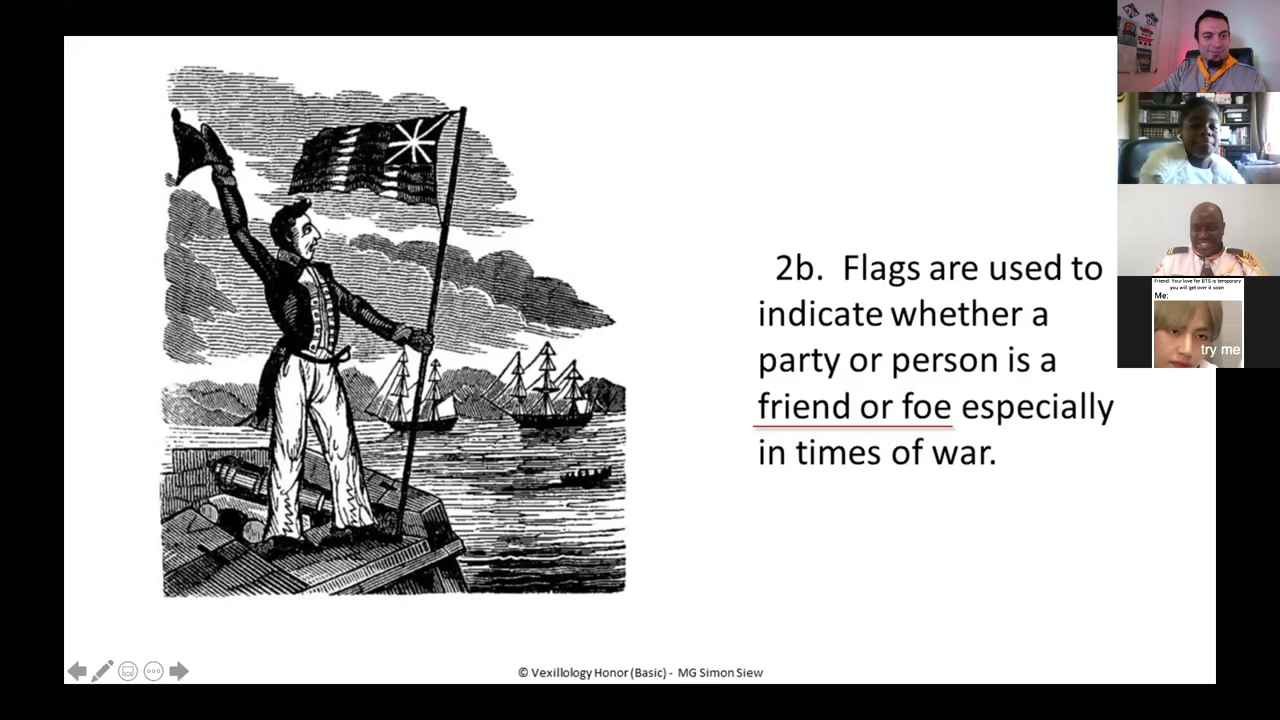 2b. Flags are used to
indicate whether a
party or person is a
friend or foe especially
in times of war.
© Vexillology Honor (Basic) - MG Simon Siew
Friend: Your love for BTS is temporary
you will get over it soon
Me:
try me